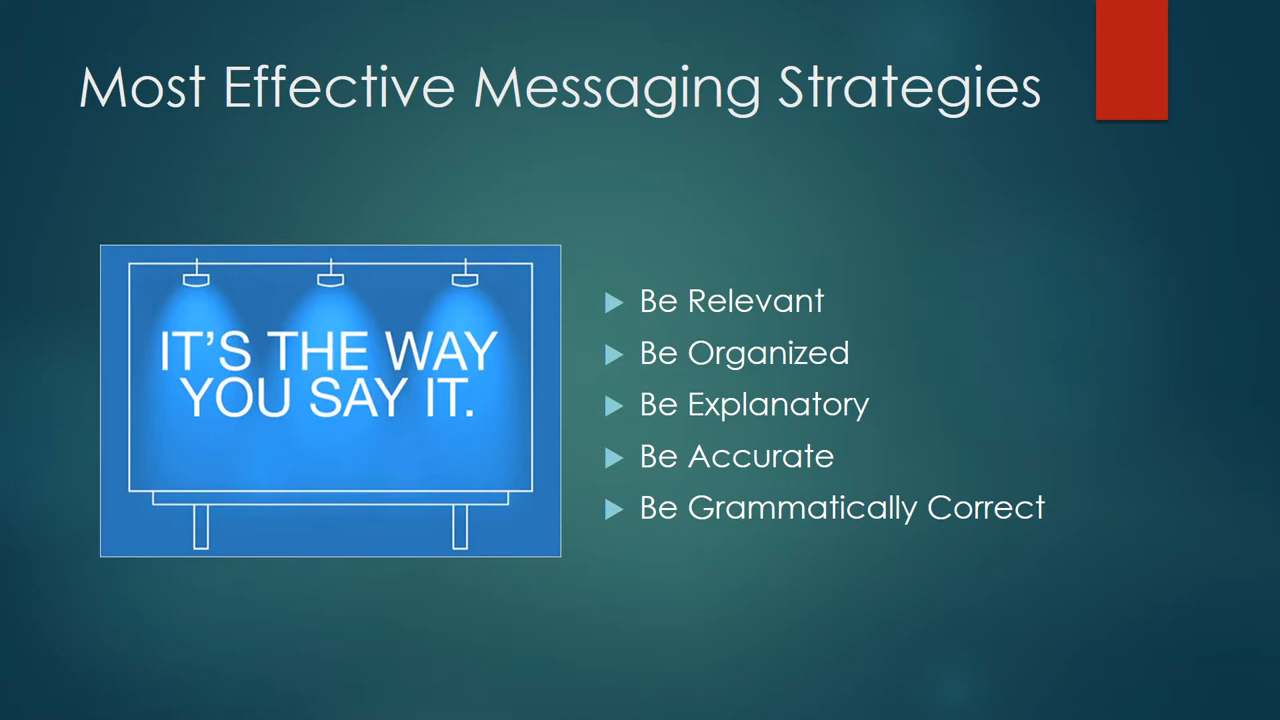 Most Effective Messaging Strategies
IT’S THE WAY
YOU SAY IT.
Be Relevant
Be Organized
Be Explanatory
Be Accurate
Be Grammatically Correct